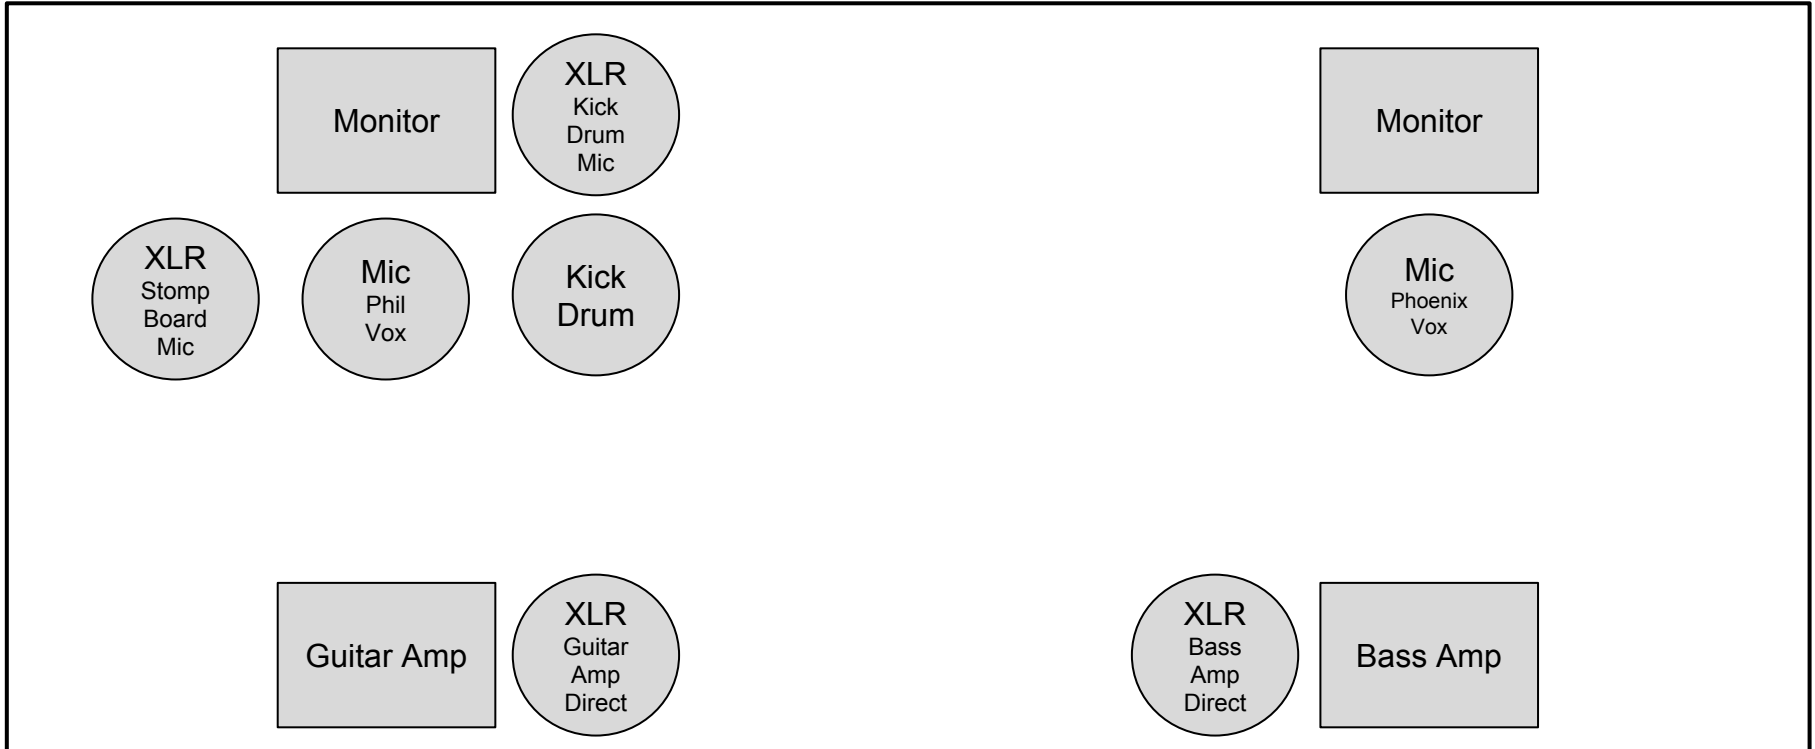 Monitor
XLR
Kick
Drum
Mic
Monitor
XLR
Stomp
Board
Mic
Mic
Phil
Vox
Kick
Drum
Mic
Phoenix
Vox
Guitar Amp
XLR
Guitar
Amp
Direct
XLR
Bass
Amp
Direct
Bass Amp